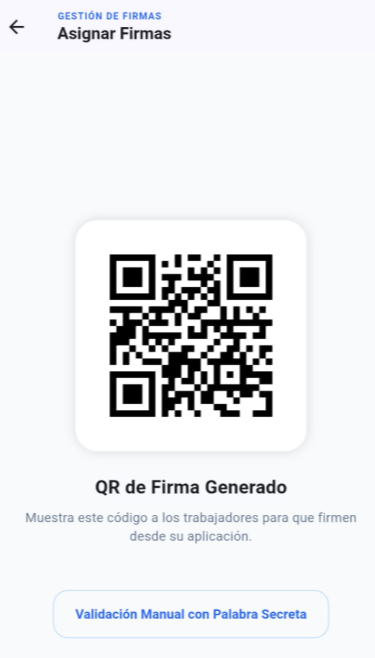 GESTIÓN DE FIRMAS
Asignar Firmas
QR de Firma Generado
Muestra este código a los trabajadores para que firmen
desde su aplicación.
Validación Manual con Palabra Secreta